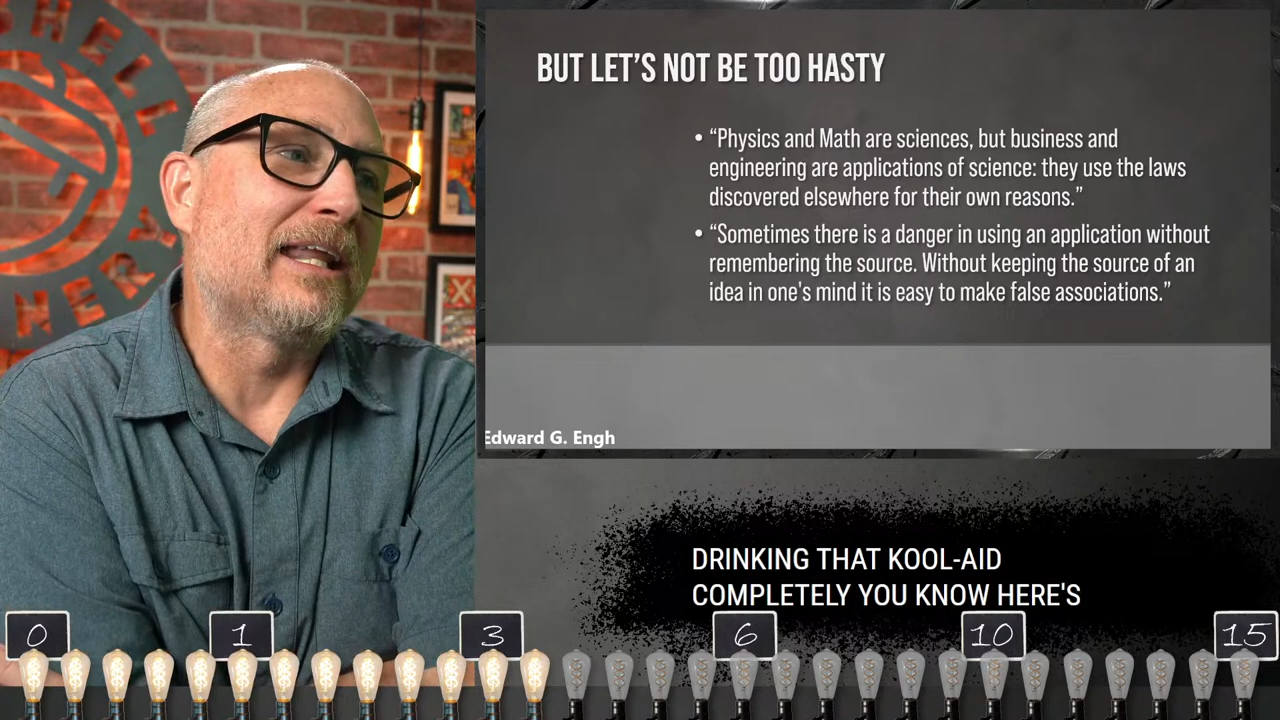 BUT LET'S NOT BE TOO HASTY
• “Physics and Math are sciences, but business and
engineering are applications of science: they use the laws
discovered elsewhere for their own reasons.”
• “Sometimes there is a danger in using an application without
remembering the source. Without keeping the source of an
idea in one's mind it is easy to make false associations.”
Edward G. Engh
DRINKING THAT KOOL-AID
COMPLETELY YOU KNOW HERE'S
0 1 3 6 10 15